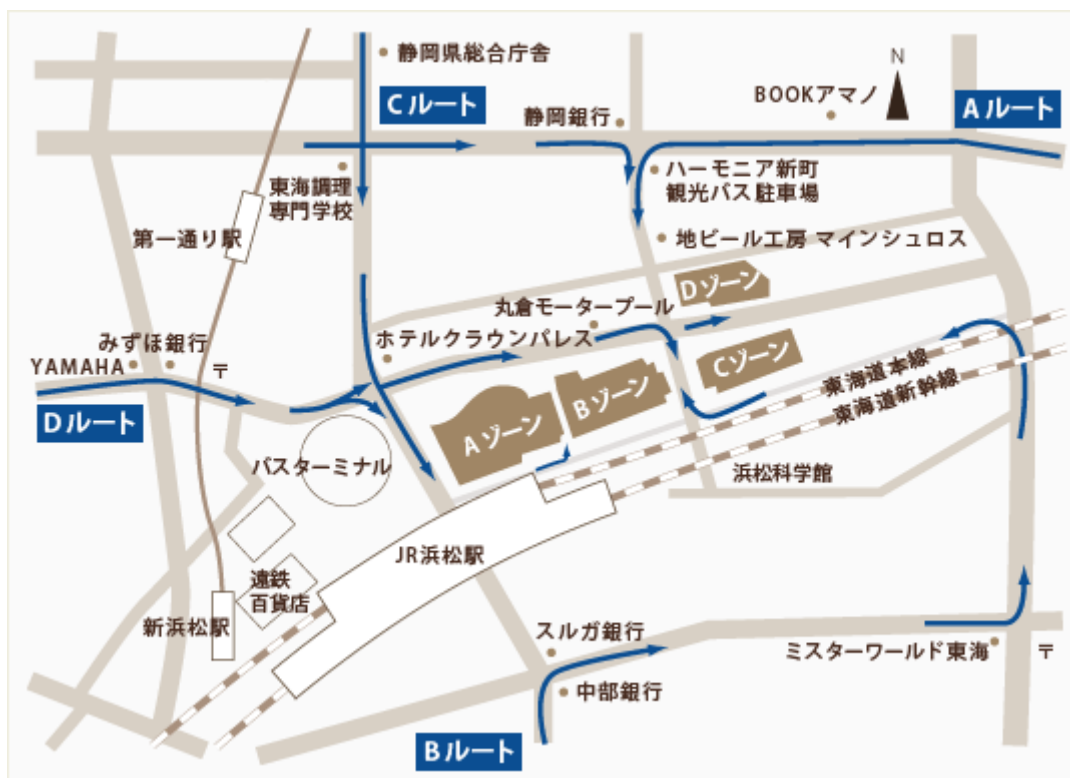 静岡県総合庁舎
N
BOOKアマノ
Cルート
静岡銀行
Aルート
東海調理
専門学校
ハーモニア新町
観光バス駐車場
第一通り駅
地ビール工房 マインシュロス
Dゾーン
丸倉モータープール
みずほ銀行
ホテルクラウンパレス
YAMAHA
〒
Cゾーン
東海道本線
東海道新幹線
Bゾーン
Dルート
Aゾーン
バスターミナル
浜松科学館
JR浜松駅
遠鉄
百貨店
新浜松駅
スルガ銀行
ミスターワールド東海
〒
中部銀行
Bルート